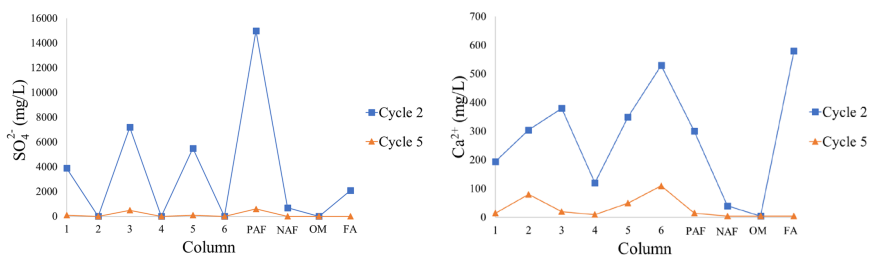 16000
14000
12000
10000
8000
6000
4000
2000
0
SO₄²⁻ (mg/L)
1 2 3 4 5 6 PAF NAF OM FA
Column
Cycle 2
Cycle 5
700
600
500
400
300
200
100
0
Ca²⁺ (mg/L)
1 2 3 4 5 6 PAF NAF OM FA
Column
Cycle 2
Cycle 5